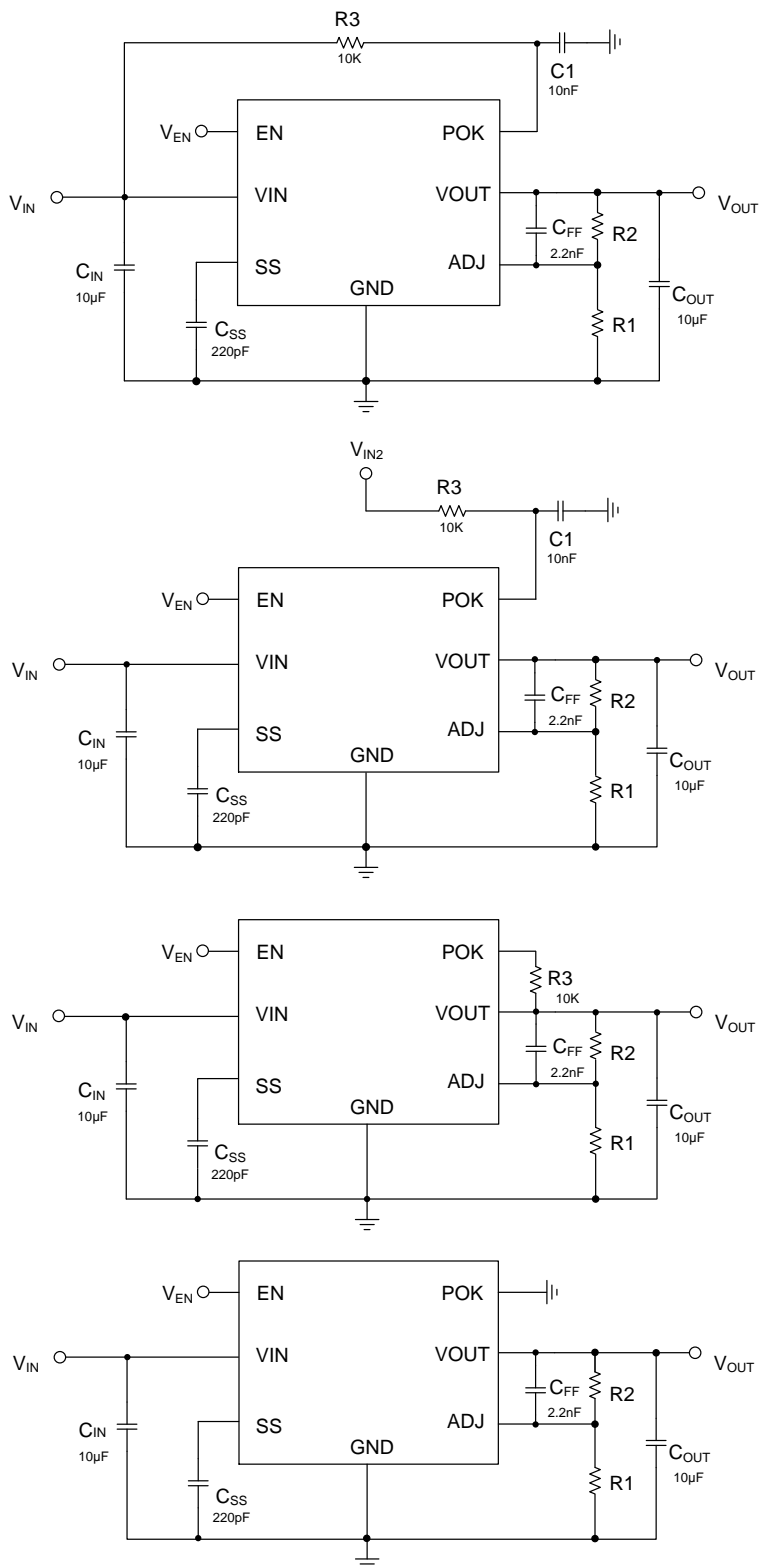 R3
10K
C1
10nF
VEN
EN
POK
VIN
VIN
VOUT
VOUT
CFF
2.2nF
R2
SS
ADJ
CIN
10μF
GND
COUT
10μF
R1
CSS
220pF
VIN2
R3
10K
C1
10nF
VEN
EN
POK
VIN
VIN
VOUT
VOUT
CFF
2.2nF
R2
SS
ADJ
CIN
10μF
GND
COUT
10μF
R1
CSS
220pF
VEN
EN
POK
R3
10K
VIN
VIN
VOUT
VOUT
CFF
2.2nF
R2
SS
ADJ
CIN
10μF
GND
COUT
10μF
R1
CSS
220pF
VEN
EN
POK
VIN
VIN
VOUT
VOUT
CFF
2.2nF
R2
SS
ADJ
CIN
10μF
GND
COUT
10μF
R1
CSS
220pF